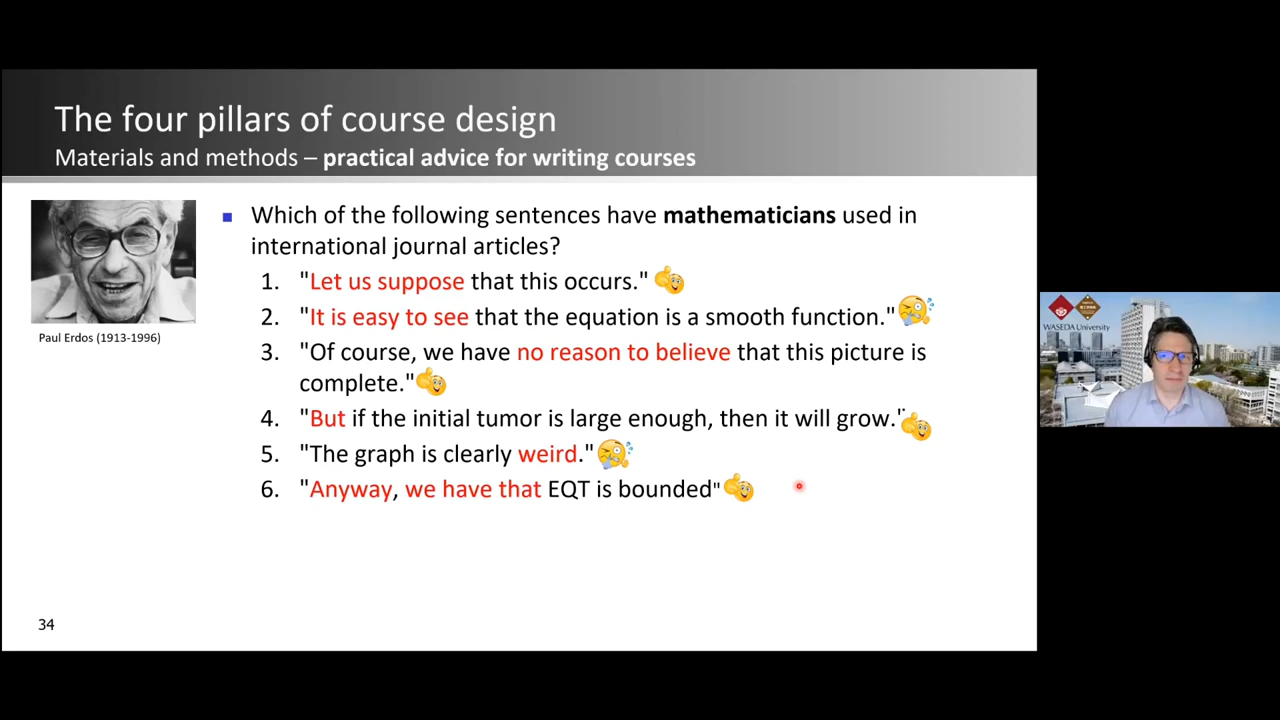 The four pillars of course design
Materials and methods – practical advice for writing courses
Which of the following sentences have mathematicians used in
international journal articles?
1. "Let us suppose that this occurs."
2. "It is easy to see that the equation is a smooth function."
3. "Of course, we have no reason to believe that this picture is
complete."
4. "But if the initial tumor is large enough, then it will grow."
5. "The graph is clearly weird."
6. "Anyway, we have that EQT is bounded"
Paul Erdos (1913-1996)
34
WASEDA University